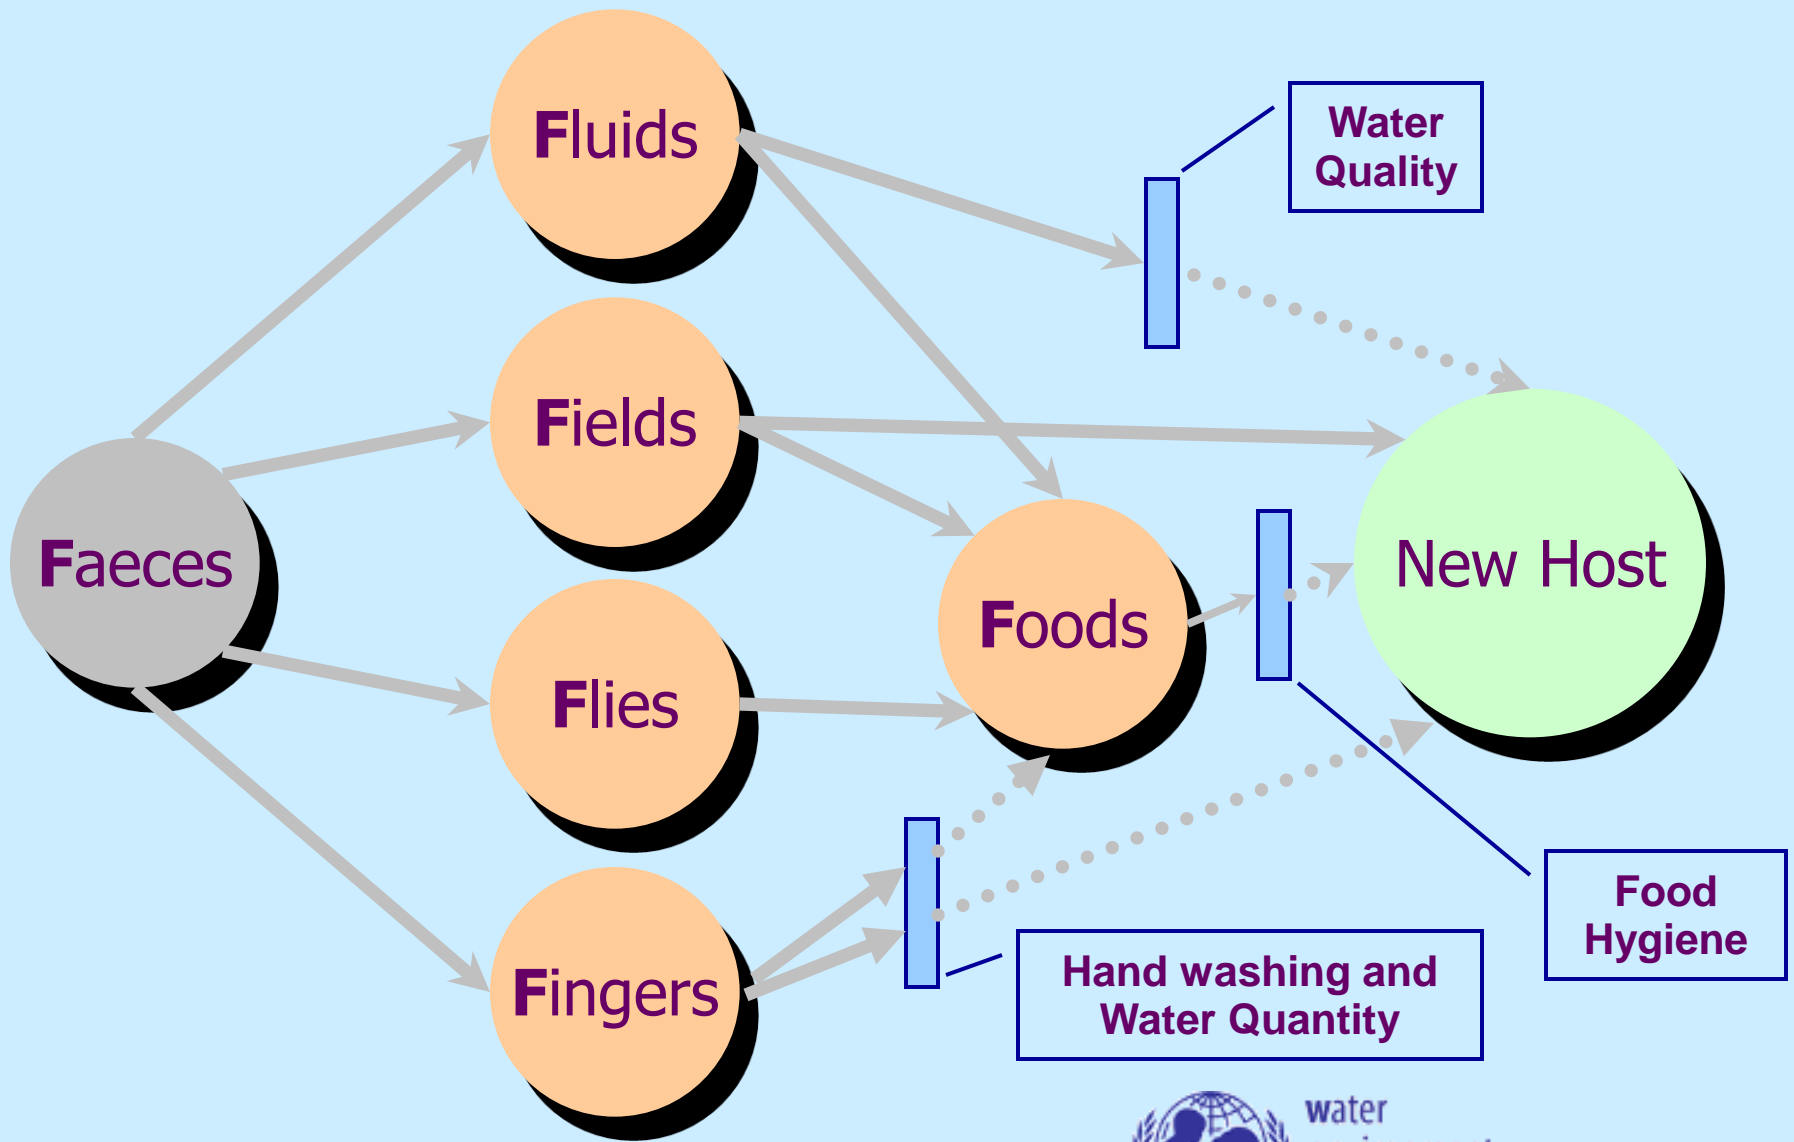 Fluids
Water
Quality
Fields
Faeces
New Host
Foods
Flies
Food
Hygiene
Fingers
Hand washing and
Water Quantity
water